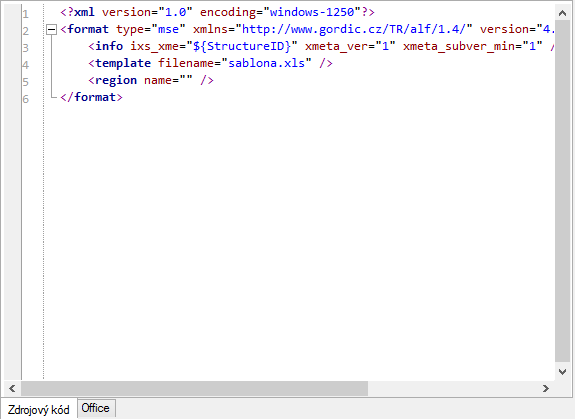 1 <?xml version="1.0" encoding="windows-1250"?>
2 <format type="mse" xmlns="http://www.gordic.cz/TR/alf/1.4/" version="4.
3 <info ixs_xme="${StructureID}" xmeta_ver="1" xmeta_subver_min="1" /
4 <template filename="sablona.xls" />
5 <region name="" />
6 </format>
Zdrojový kód Office